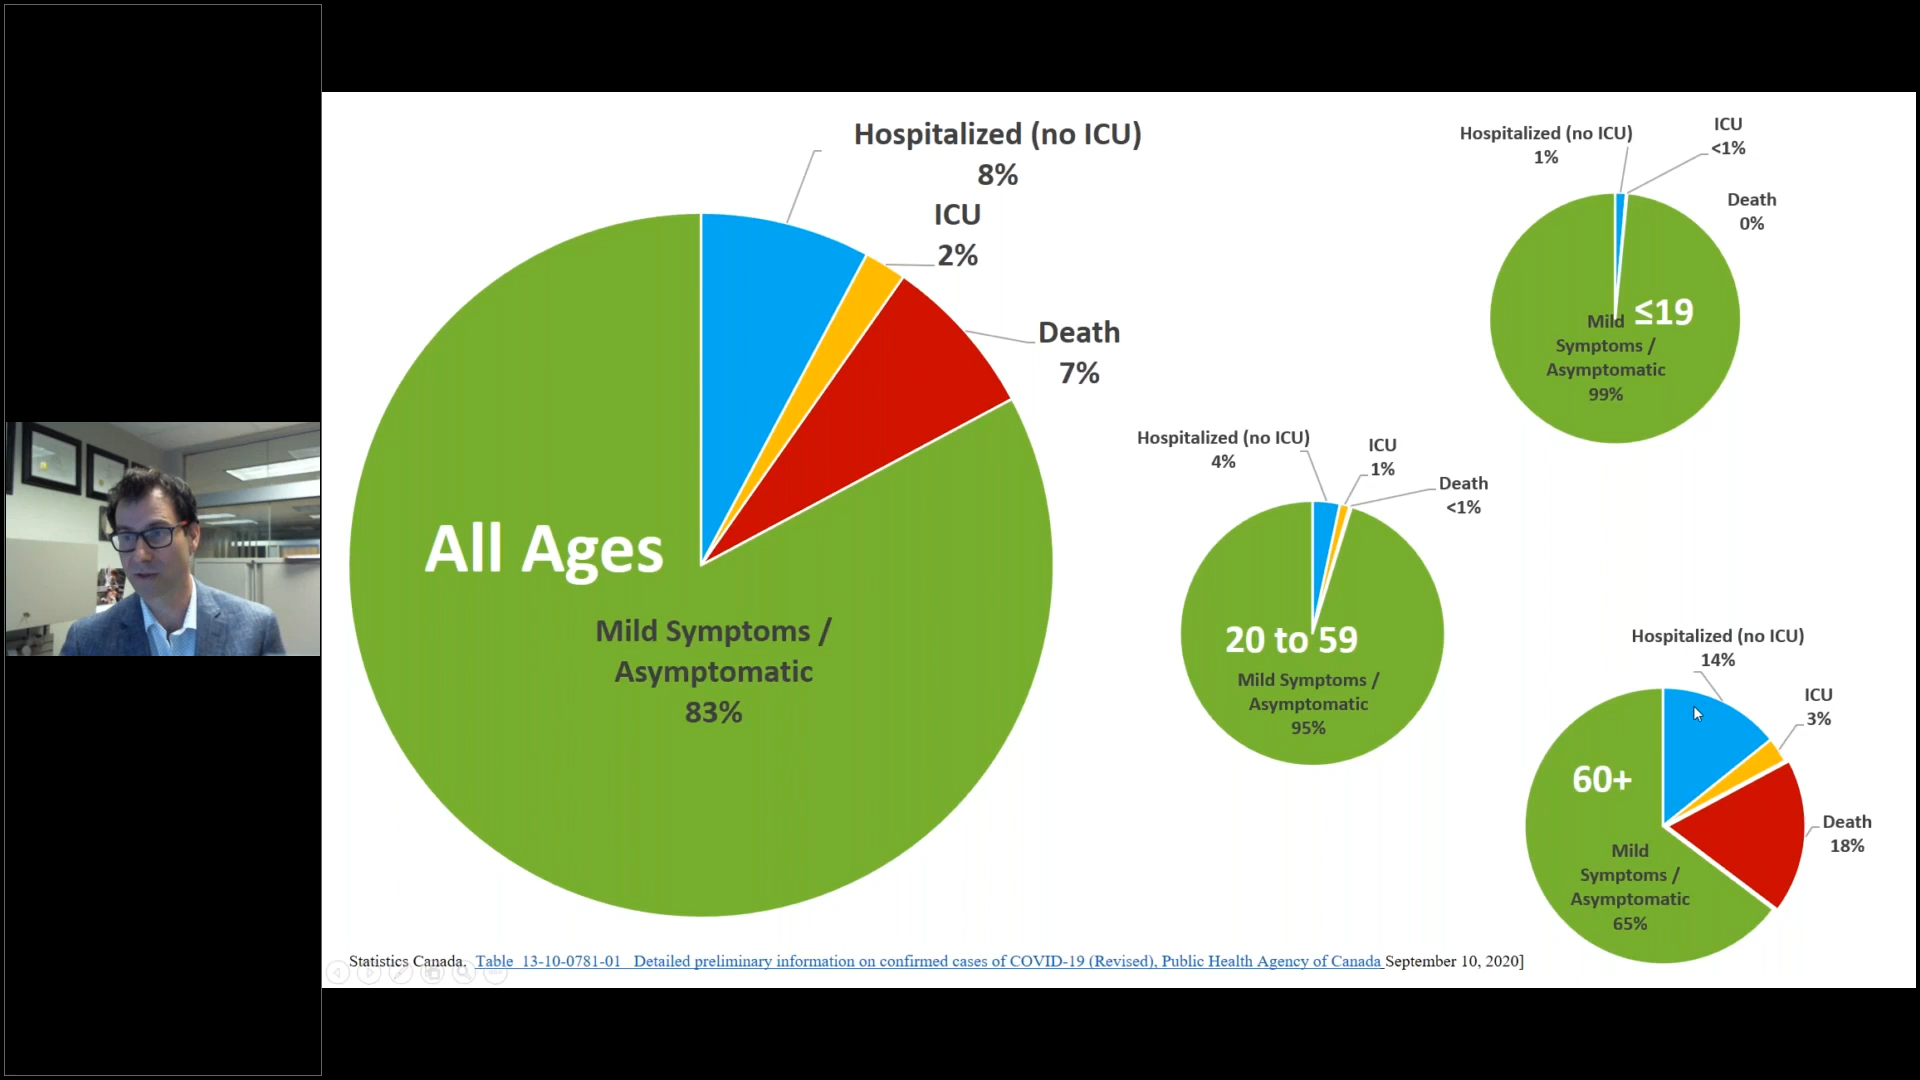 Hospitalized (no ICU)
8%
ICU
2%
Death
7%
All Ages
Mild Symptoms /
Asymptomatic
83%
Hospitalized (no ICU)
1%
ICU
<1%
Death
0%
≤19
Mild
Symptoms /
Asymptomatic
99%
Hospitalized (no ICU)
4%
ICU
1%
Death
<1%
20 to 59
Mild Symptoms /
Asymptomatic
95%
Hospitalized (no ICU)
14%
ICU
3%
Death
18%
60+
Mild
Symptoms /
Asymptomatic
65%
Statistics Canada. Table 13-10-0781-01 Detailed preliminary information on confirmed cases of COVID-19 (Revised), Public Health Agency of Canada September 10, 2020]